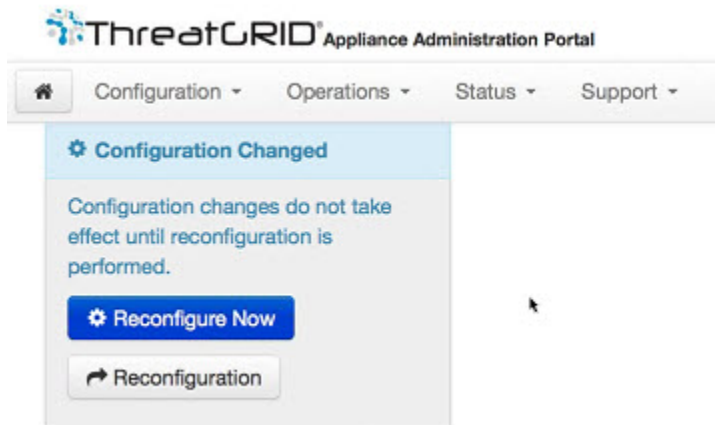 ThreatGRID® Appliance Administration Portal
Configuration Operations Status Support
Configuration Changed
Configuration changes do not take
effect until reconfiguration is
performed.
Reconfigure Now
Reconfiguration